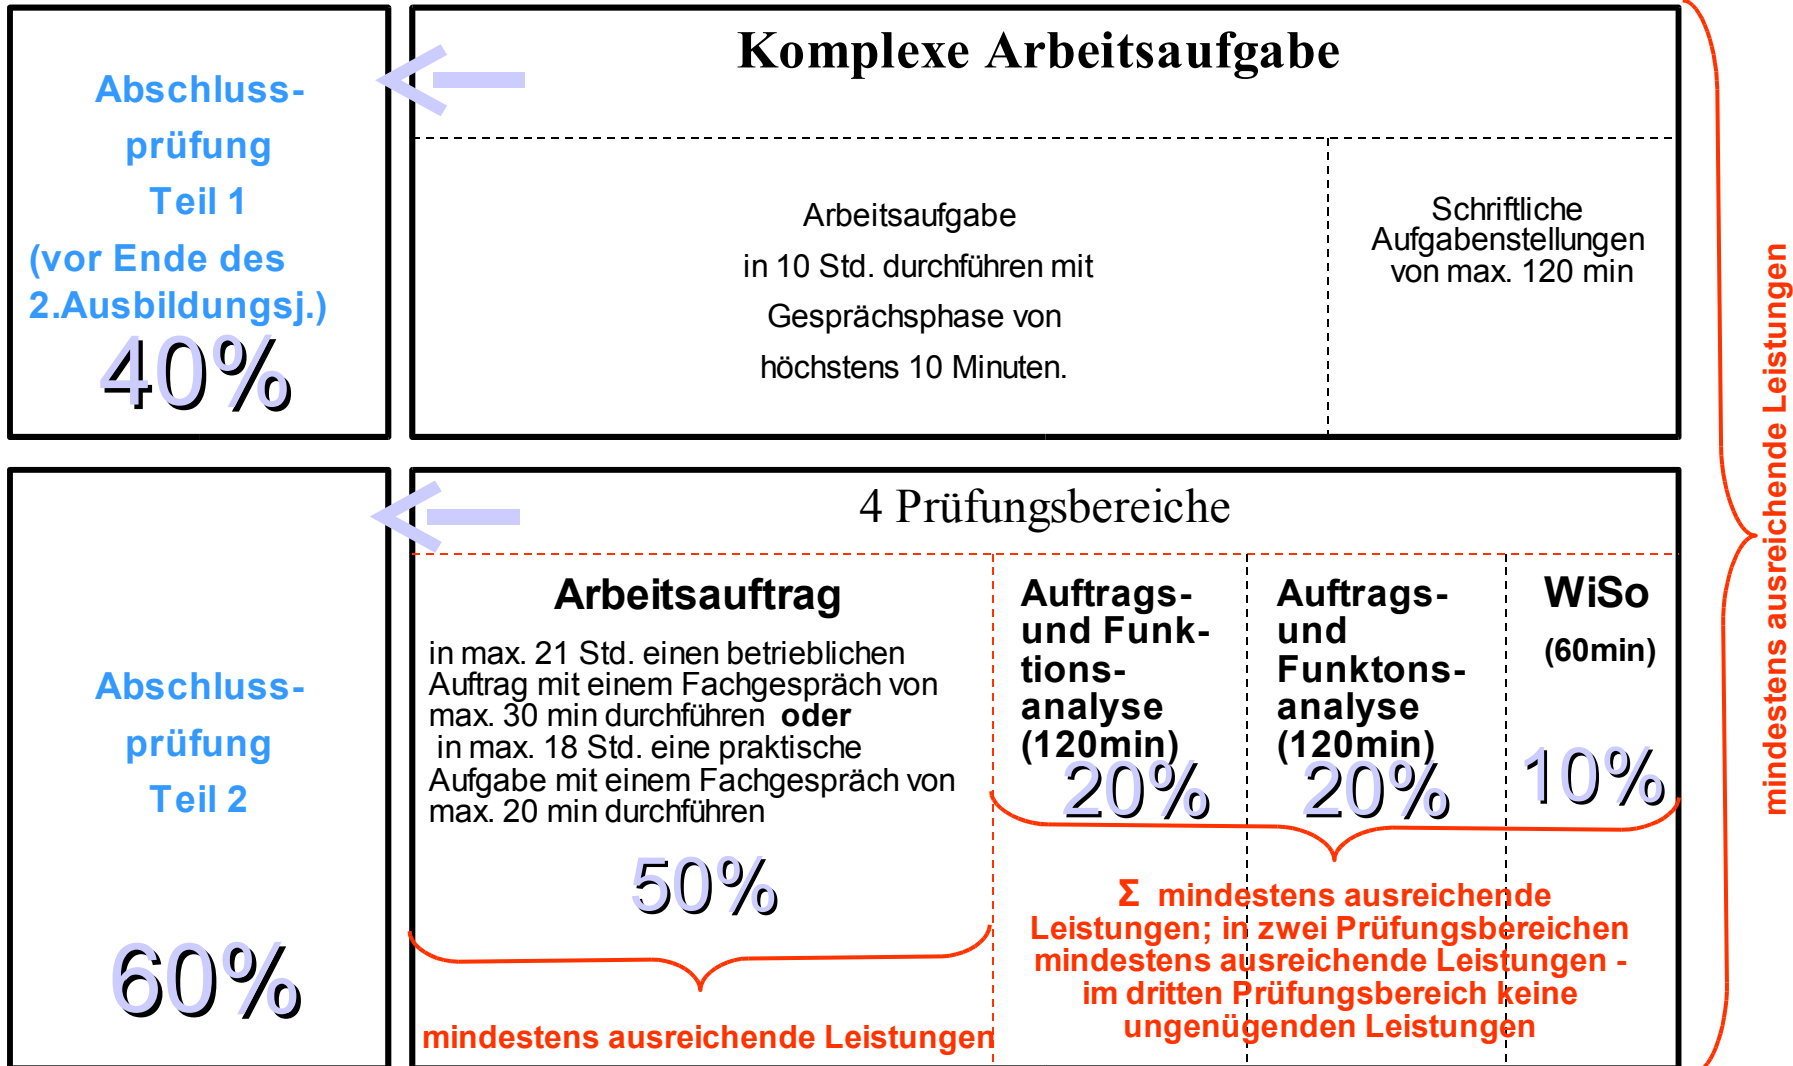 Abschluss-
prüfung
Teil 1
(vor Ende des
2.Ausbildungsj.)
40%
Komplexe Arbeitsaufgabe
Arbeitsaufgabe
in 10 Std. durchführen mit
Gesprächsphase von
höchstens 10 Minuten.
Schriftliche
Aufgabenstellungen
von max. 120 min
Abschluss-
prüfung
Teil 2
60%
4 Prüfungsbereiche
Arbeitsauftrag
in max. 21 Std. einen betrieblichen
Auftrag mit einem Fachgespräch von
max. 30 min durchführen oder
in max. 18 Std. eine praktische
Aufgabe mit einem Fachgespräch von
max. 20 min durchführen
50%
mindestens ausreichende Leistungen
Auftrags-
und Funk-
tions-
analyse
(120min)
20%
Auftrags-
und
Funktons-
analyse
(120min)
20%
WiSo
(60min)
10%
Σ mindestens ausreichende
Leistungen; in zwei Prüfungsbereichen
mindestens ausreichende Leistungen -
im dritten Prüfungsbereich keine
ungenügenden Leistungen
mindestens ausreichende Leistungen